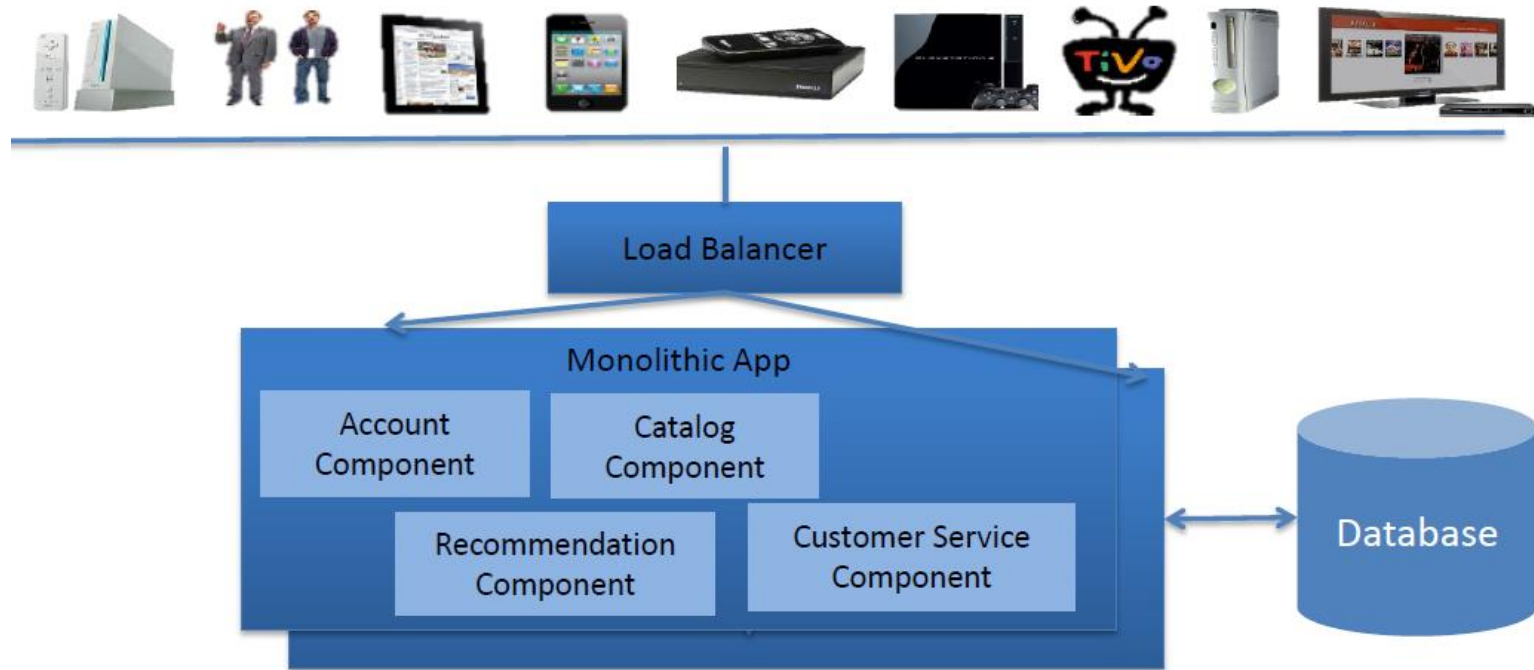 TiVo
Load Balancer
Monolithic App
Account
Component
Catalog
Component
Recommendation
Component
Customer Service
Component
Database